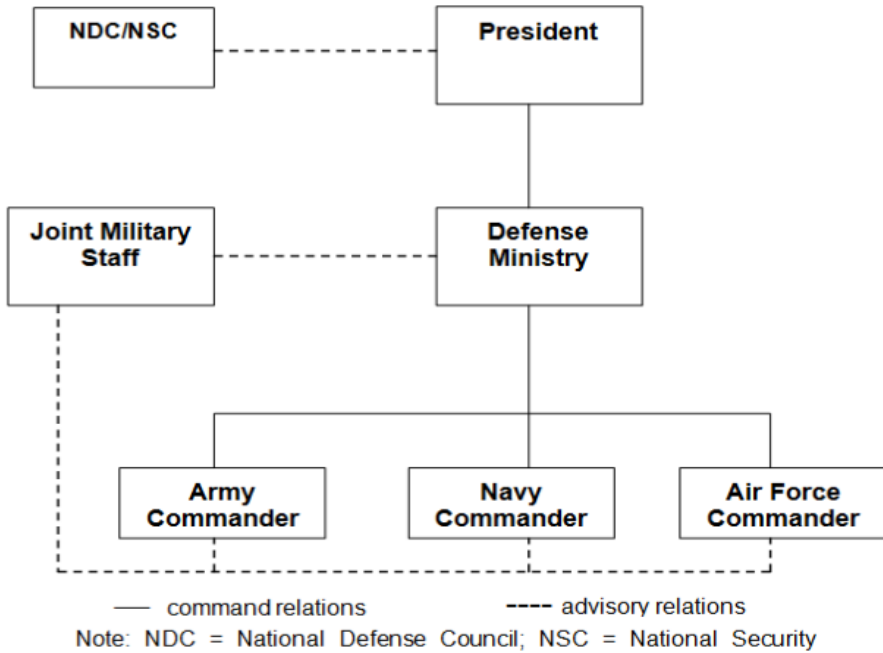 NDC/NSC
President
Joint Military
Staff
Defense
Ministry
Army
Commander
Navy
Commander
Air Force
Commander
command relations
advisory relations
Note: NDC = National Defense Council; NSC = National Security